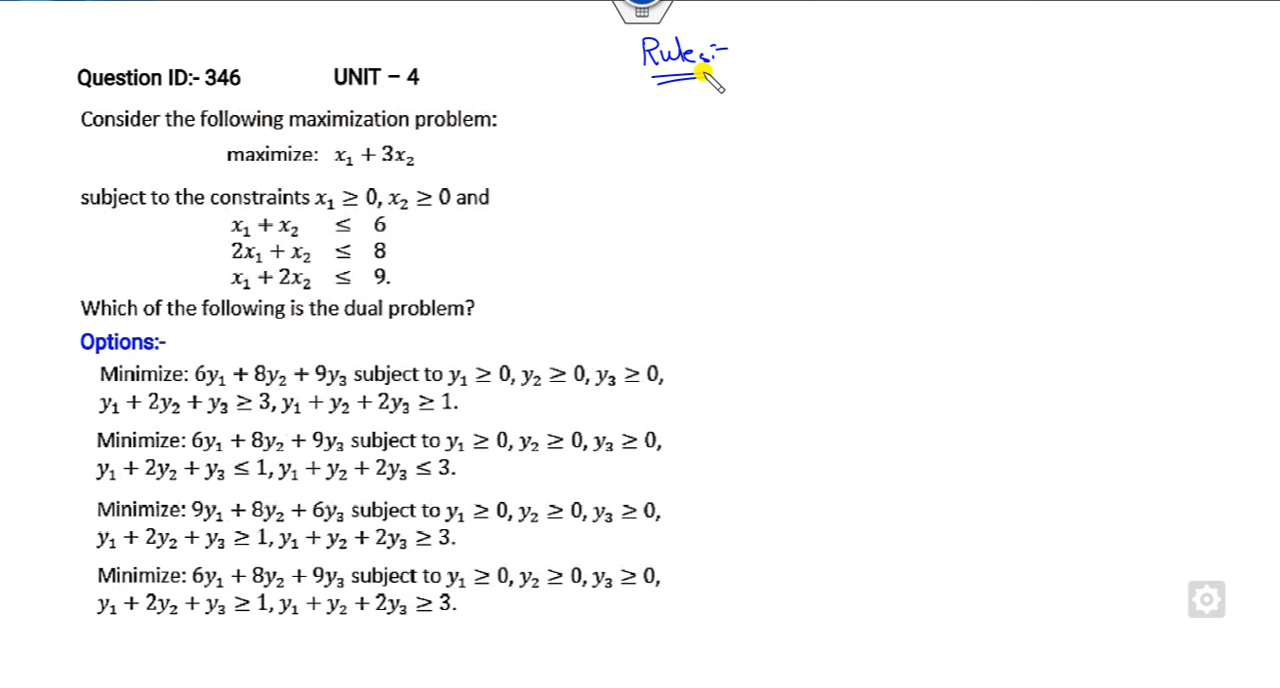 Rules:-
Question ID:- 346 UNIT – 4
Consider the following maximization problem:
maximize: x₁ + 3x₂
subject to the constraints x₁ ≥ 0, x₂ ≥ 0 and
x₁ + x₂ ≤ 6
2x₁ + x₂ ≤ 8
x₁ + 2x₂ ≤ 9.
Which of the following is the dual problem?
Options:-
Minimize: 6y₁ + 8y₂ + 9y₃ subject to y₁ ≥ 0, y₂ ≥ 0, y₃ ≥ 0,
y₁ + 2y₂ + y₃ ≥ 3, y₁ + y₂ + 2y₃ ≥ 1.
Minimize: 6y₁ + 8y₂ + 9y₃ subject to y₁ ≥ 0, y₂ ≥ 0, y₃ ≥ 0,
y₁ + 2y₂ + y₃ ≤ 1, y₁ + y₂ + 2y₃ ≤ 3.
Minimize: 9y₁ + 8y₂ + 6y₃ subject to y₁ ≥ 0, y₂ ≥ 0, y₃ ≥ 0,
y₁ + 2y₂ + y₃ ≥ 1, y₁ + y₂ + 2y₃ ≥ 3.
Minimize: 6y₁ + 8y₂ + 9y₃ subject to y₁ ≥ 0, y₂ ≥ 0, y₃ ≥ 0,
y₁ + 2y₂ + y₃ ≥ 1, y₁ + y₂ + 2y₃ ≥ 3.